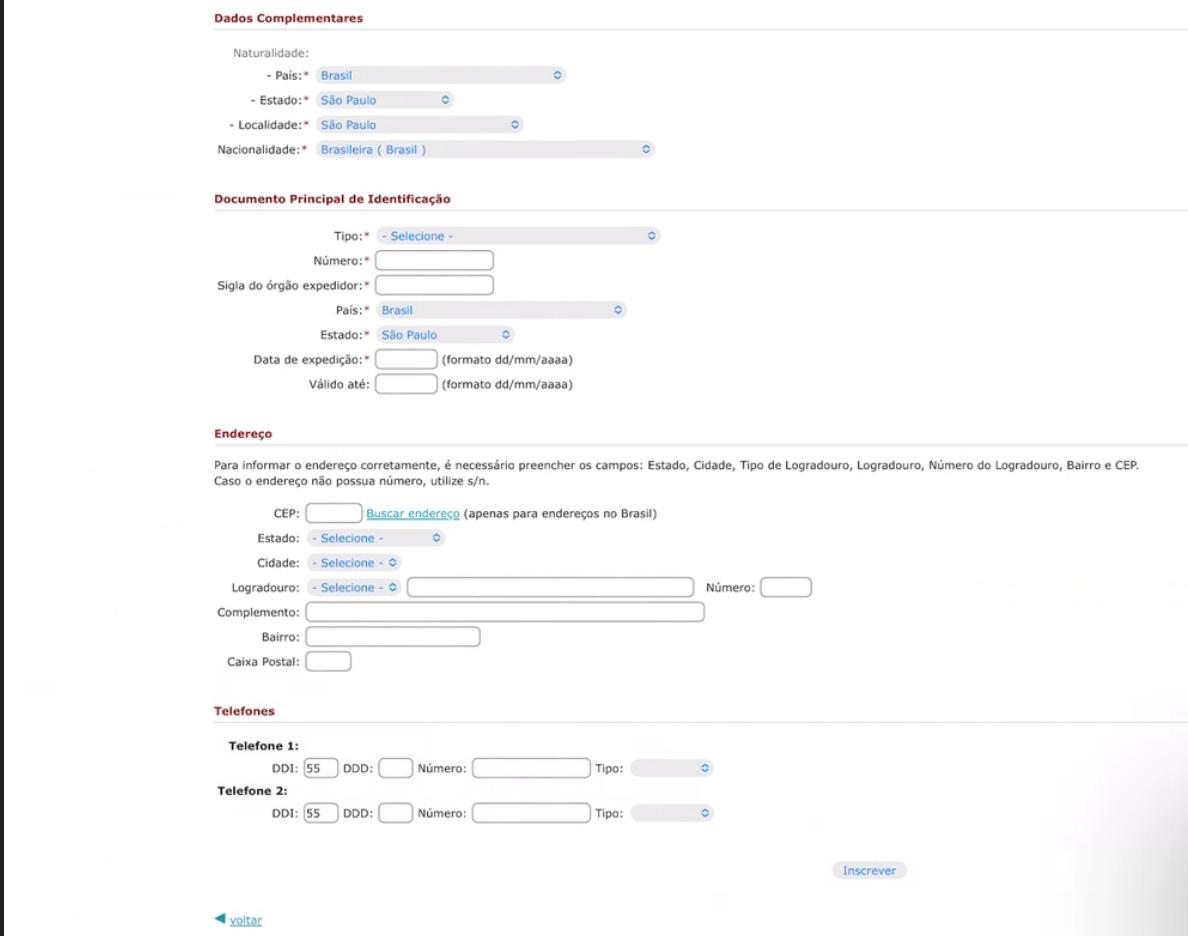 Dados Complementares
Naturalidade:
- País:* Brasil
- Estado:* São Paulo
- Localidade:* São Paulo
Nacionalidade:* Brasileira ( Brasil )
Documento Principal de Identificação
Tipo:* - Selecione -
Número:*
Sigla do órgão expedidor:*
País:* Brasil
Estado:* São Paulo
Data de expedição:* (formato dd/mm/aaaa)
Válido até: (formato dd/mm/aaaa)
Endereço
Para informar o endereço corretamente, é necessário preencher os campos: Estado, Cidade, Tipo de Logradouro, Logradouro, Número do Logradouro, Bairro e CEP.
Caso o endereço não possua número, utilize s/n.
CEP: Buscar endereço (apenas para endereços no Brasil)
Estado: - Selecione -
Cidade: - Selecione -
Logradouro: - Selecione - Número:
Complemento:
Bairro:
Caixa Postal:
Telefones
Telefone 1:
DDI: 55 DDD: Número: Tipo:
Telefone 2:
DDI: 55 DDD: Número: Tipo:
Inscrever
voltar